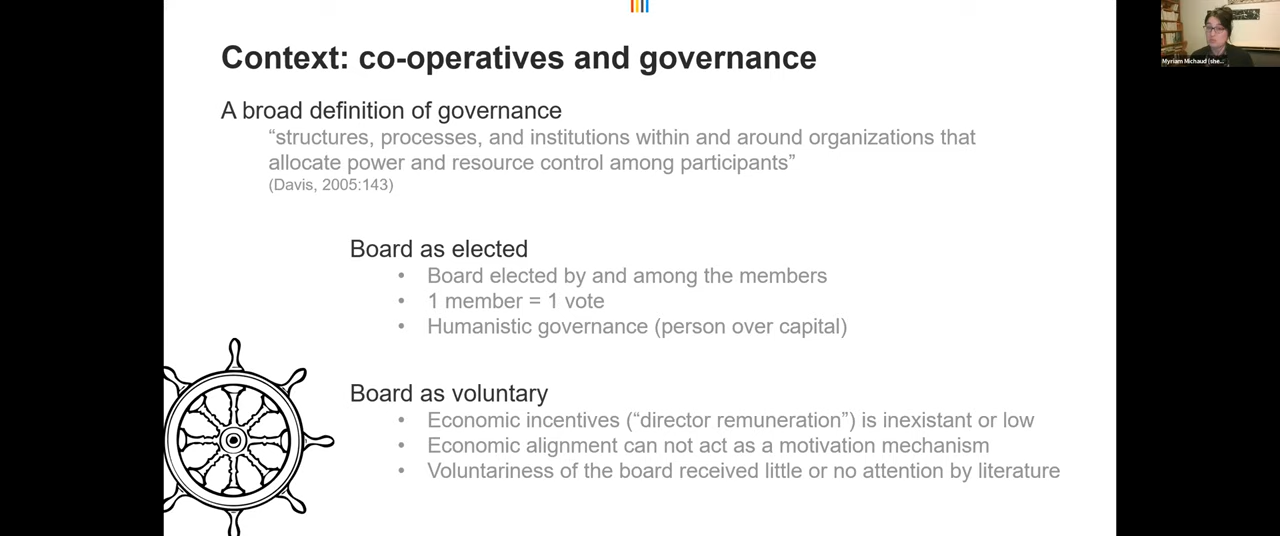 Context: co-operatives and governance
A broad definition of governance
“structures, processes, and institutions within and around organizations that
allocate power and resource control among participants”
(Davis, 2005:143)
Board as elected
• Board elected by and among the members
• 1 member = 1 vote
• Humanistic governance (person over capital)
Board as voluntary
• Economic incentives (“director remuneration”) is inexistant or low
• Economic alignment can not act as a motivation mechanism
• Voluntariness of the board received little or no attention by literature
Myriam Michaud (she...